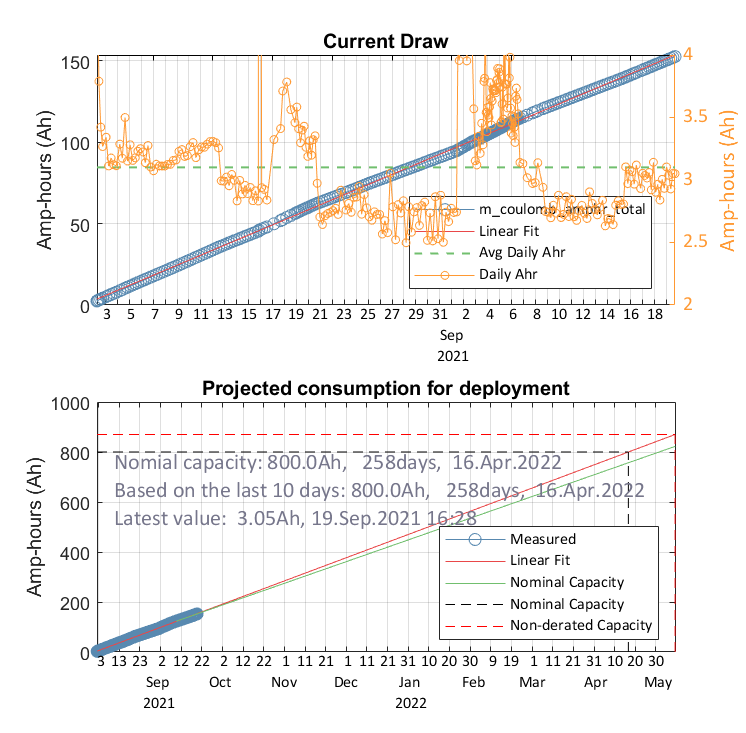 Current Draw
150
100
50
0
Amp-hours (Ah)
4
3.5
3
2.5
2
Amp-hours (Ah)
m_coulomb_amphr_total
Linear Fit
Avg Daily Ahr
Daily Ahr
3 5 7 9 11 13 15 17 19 21 23 25 27 29 31 2 4 6 8 10 12 14 16 18
Sep
2021
Projected consumption for deployment
1000
800
600
400
200
0
Amp-hours (Ah)
Nomial capacity: 800.0Ah, 258days, 16.Apr.2022
Based on the last 10 days: 800.0Ah, 258days, 16.Apr.2022
Latest value: 3.05Ah, 19.Sep.2021 16:28
Measured
Linear Fit
Nominal Capacity
Nominal Capacity
Non-derated Capacity
3 13 23 2 12 22 2 12 22 1 11 21 1 11 21 31 10 20 30 9 19 1 11 21 31 10 20 30
Sep Oct Nov Dec Jan Feb Mar Apr May
2021 2022